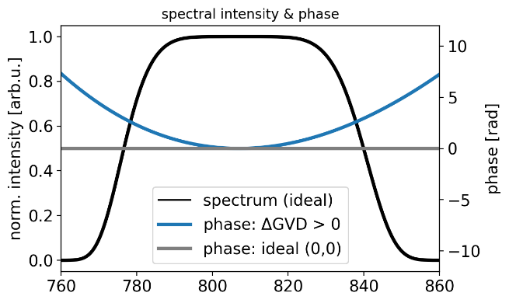 spectral intensity & phase
norm. intensity [arb.u.]
1.0
0.8
0.6
0.4
0.2
0.0
10
5
0
−5
−10
phase [rad]
spectrum (ideal)
phase: ΔGVD > 0
phase: ideal (0,0)
760 780 800 820 840 860